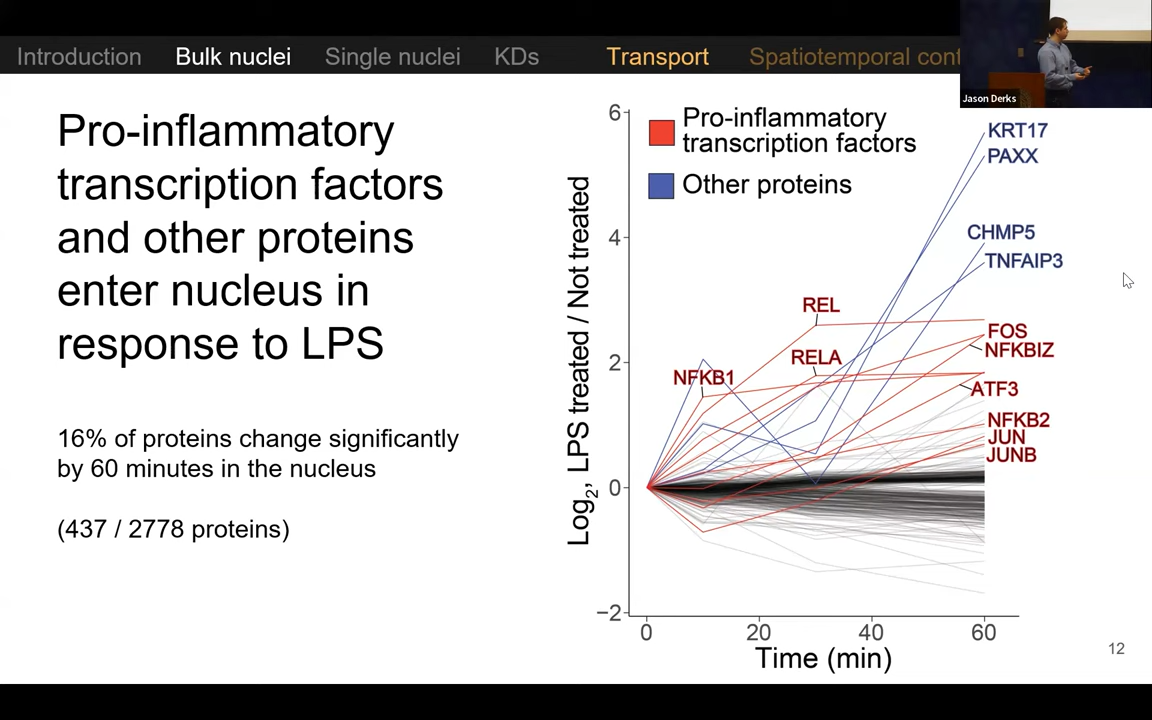 Introduction Bulk nuclei Single nuclei KDs Transport Spatiotemporal cont
Jason Derks
Pro-inflammatory
transcription factors
and other proteins
enter nucleus in
response to LPS
16% of proteins change significantly
by 60 minutes in the nucleus
(437 / 2778 proteins)
Log2, LPS treated / Not treated
6
4
2
0
−2
Pro-inflammatory
transcription factors
Other proteins
KRT17
PAXX
CHMP5
TNFAIP3
REL
RELA
NFKB1
FOS
NFKBIZ
ATF3
NFKB2
JUN
JUNB
0 20 40 60
Time (min)
12